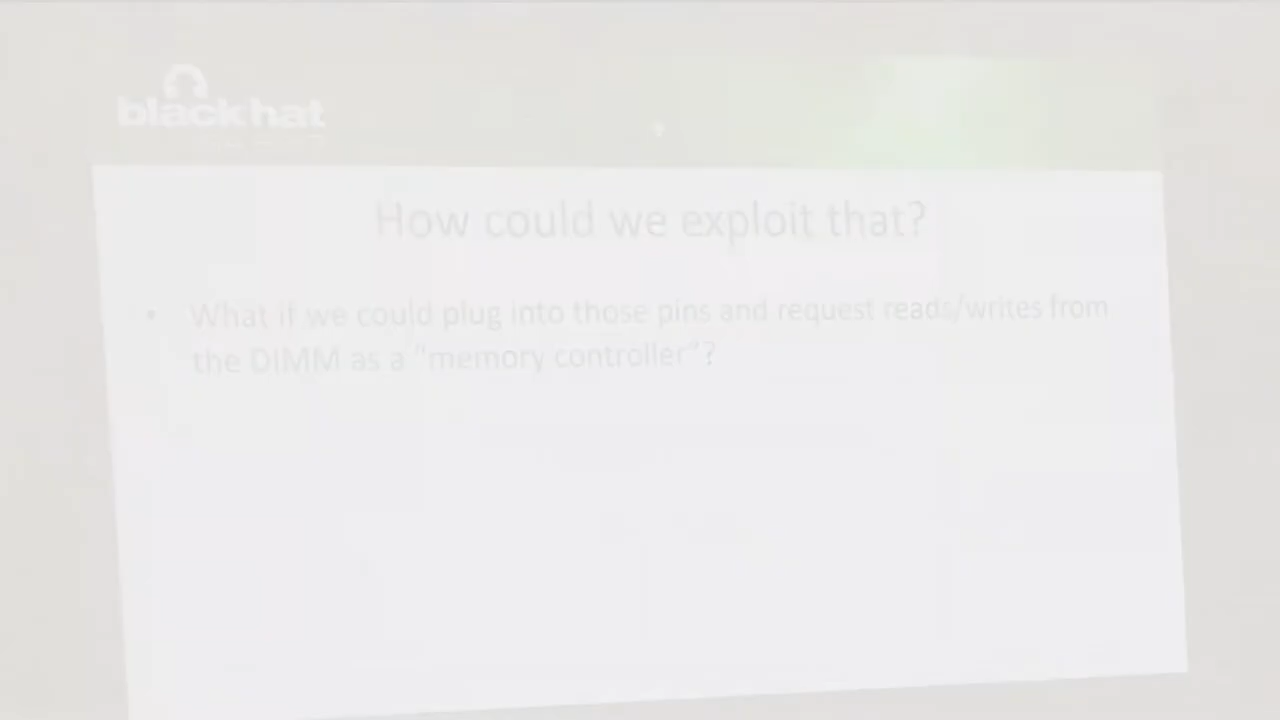 black hat
How could we exploit that?
• What if we could plug into those pins and request reads/writes from
the DIMM as a "memory controller"?